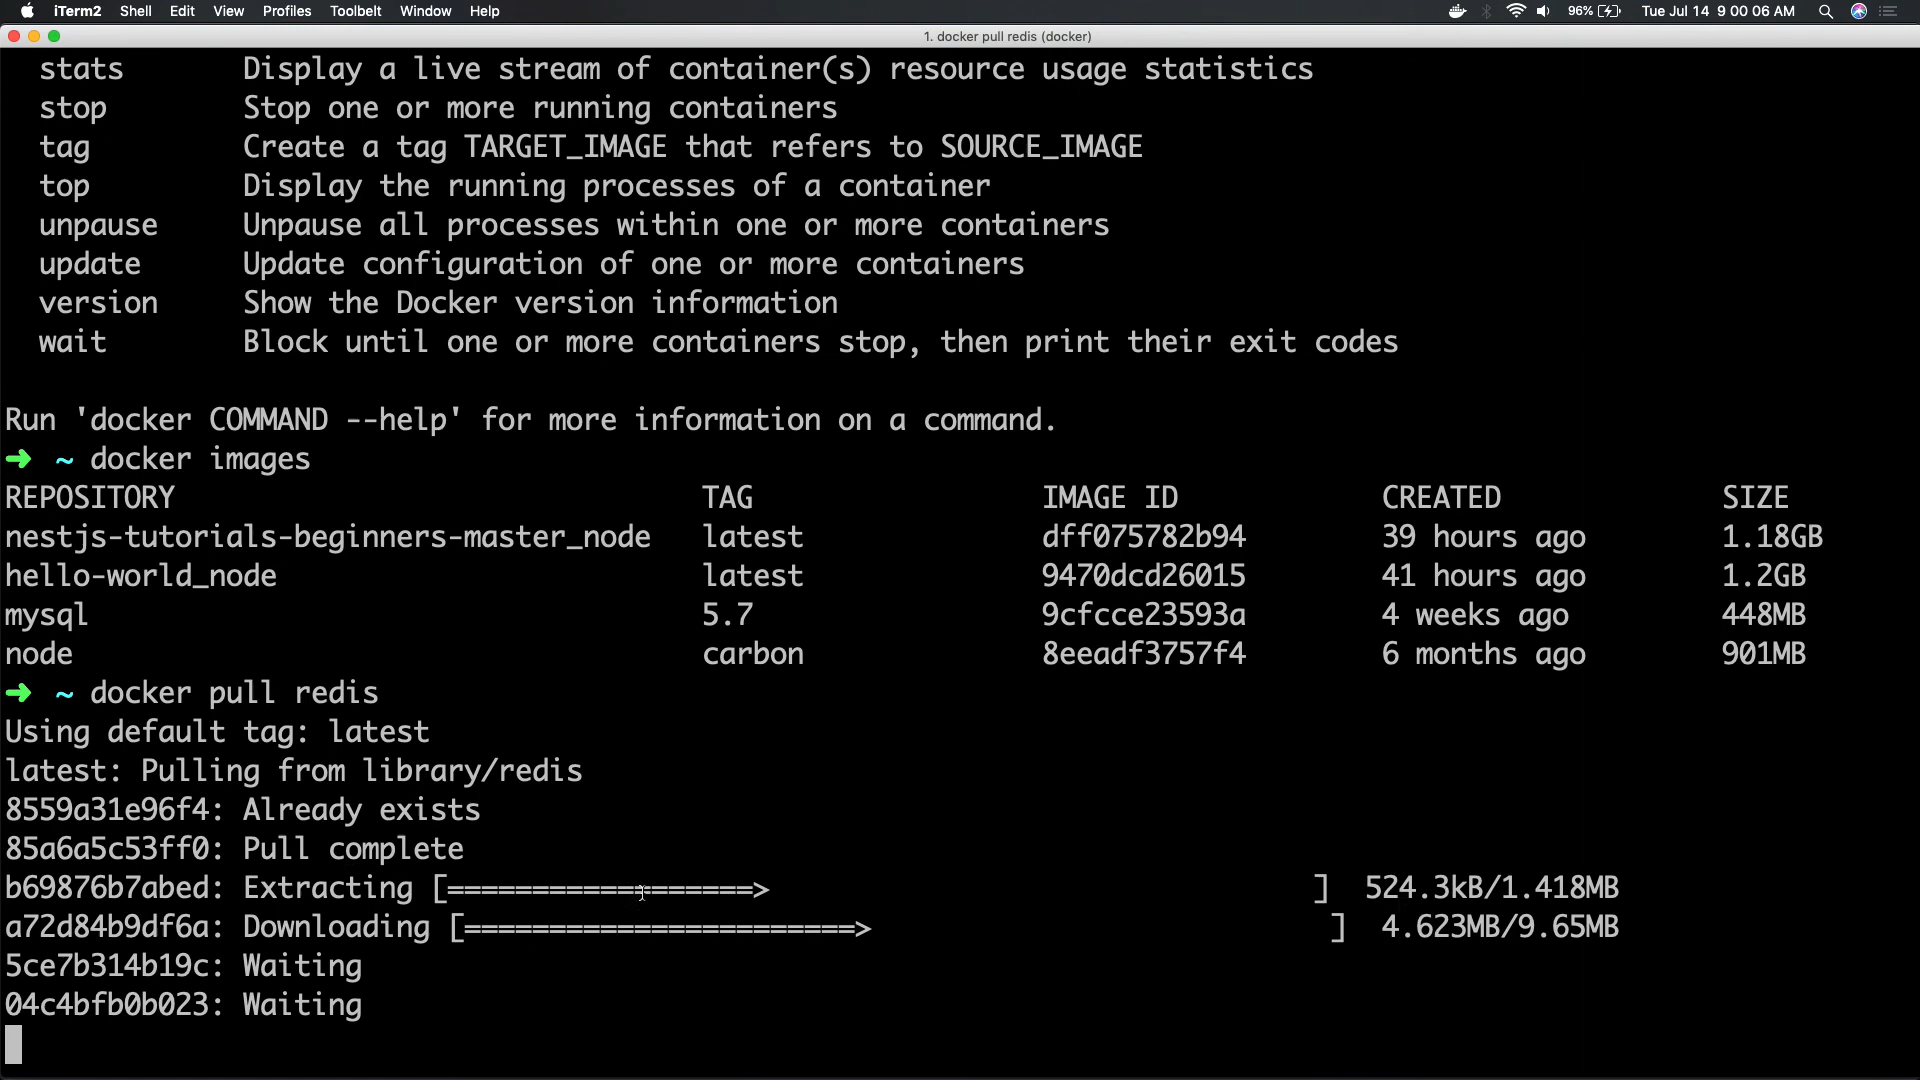 iTerm2 Shell Edit View Profiles Toolbelt Window Help 96% Tue Jul 14 9 00 06 AM
1. docker pull redis (docker)
stats Display a live stream of container(s) resource usage statistics
stop Stop one or more running containers
tag Create a tag TARGET_IMAGE that refers to SOURCE_IMAGE
top Display the running processes of a container
unpause Unpause all processes within one or more containers
update Update configuration of one or more containers
version Show the Docker version information
wait Block until one or more containers stop, then print their exit codes
Run 'docker COMMAND --help' for more information on a command.
➜ ~ docker images
REPOSITORY TAG IMAGE ID CREATED SIZE
nestjs-tutorials-beginners-master_node latest dff075782b94 39 hours ago 1.18GB
hello-world_node latest 9470dcd26015 41 hours ago 1.2GB
mysql 5.7 9cfcce23593a 4 weeks ago 448MB
node carbon 8eeadf3757f4 6 months ago 901MB
➜ ~ docker pull redis
Using default tag: latest
latest: Pulling from library/redis
8559a31e96f4: Already exists
85a6a5c53ff0: Pull complete
b69876b7abed: Extracting [==================> ] 524.3kB/1.418MB
a72d84b9df6a: Downloading [=======================> ] 4.623MB/9.65MB
5ce7b314b19c: Waiting
04c4bfb0b023: Waiting